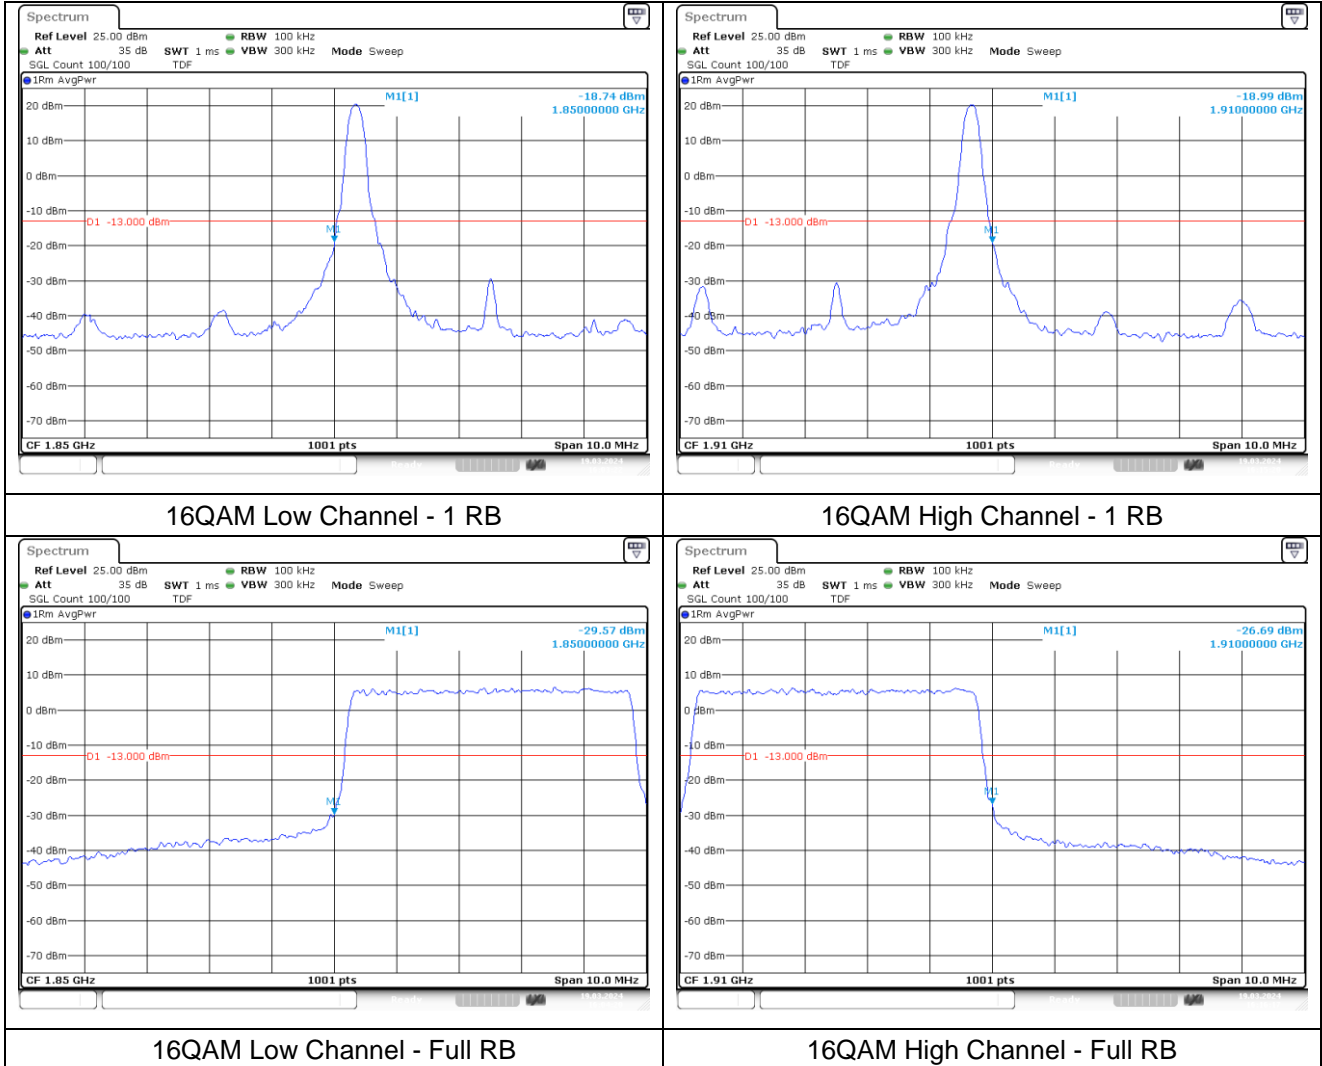 Spectrum
Ref Level 25.00 dBm RBW 100 kHz
Att 35 dB SWT 1 ms VBW 300 kHz Mode Sweep
SGL Count 100/100 TDF
1Rm AvgPwr
M1[1] -18.74 dBm
1.85000000 GHz
20 dBm
10 dBm
0 dBm
-10 dBm
D1 -13.000 dBm
M1
-20 dBm
-30 dBm
-40 dBm
-50 dBm
-60 dBm
-70 dBm
CF 1.85 GHz 1001 pts Span 10.0 MHz
Ready 19.03.2024
16QAM Low Channel - 1 RB
Spectrum
Ref Level 25.00 dBm RBW 100 kHz
Att 35 dB SWT 1 ms VBW 300 kHz Mode Sweep
SGL Count 100/100 TDF
1Rm AvgPwr
M1[1] -18.99 dBm
1.91000000 GHz
20 dBm
10 dBm
0 dBm
-10 dBm
D1 -13.000 dBm
M1
-20 dBm
-30 dBm
-40 dBm
-50 dBm
-60 dBm
-70 dBm
CF 1.91 GHz 1001 pts Span 10.0 MHz
Ready
16QAM High Channel - 1 RB
Spectrum
Ref Level 25.00 dBm RBW 100 kHz
Att 35 dB SWT 1 ms VBW 300 kHz Mode Sweep
SGL Count 100/100 TDF
1Rm AvgPwr
M1[1] -29.57 dBm
1.85000000 GHz
20 dBm
10 dBm
0 dBm
-10 dBm
D1 -13.000 dBm
-20 dBm
M1
-30 dBm
-40 dBm
-50 dBm
-60 dBm
-70 dBm
CF 1.85 GHz 1001 pts Span 10.0 MHz
Ready 19.03.2024
16QAM Low Channel - Full RB
Spectrum
Ref Level 25.00 dBm RBW 100 kHz
Att 35 dB SWT 1 ms VBW 300 kHz Mode Sweep
SGL Count 100/100 TDF
1Rm AvgPwr
M1[1] -26.69 dBm
1.91000000 GHz
20 dBm
10 dBm
0 dBm
-10 dBm
D1 -13.000 dBm
-20 dBm
M1
-30 dBm
-40 dBm
-50 dBm
-60 dBm
-70 dBm
CF 1.91 GHz 1001 pts Span 10.0 MHz
Ready
16QAM High Channel - Full RB